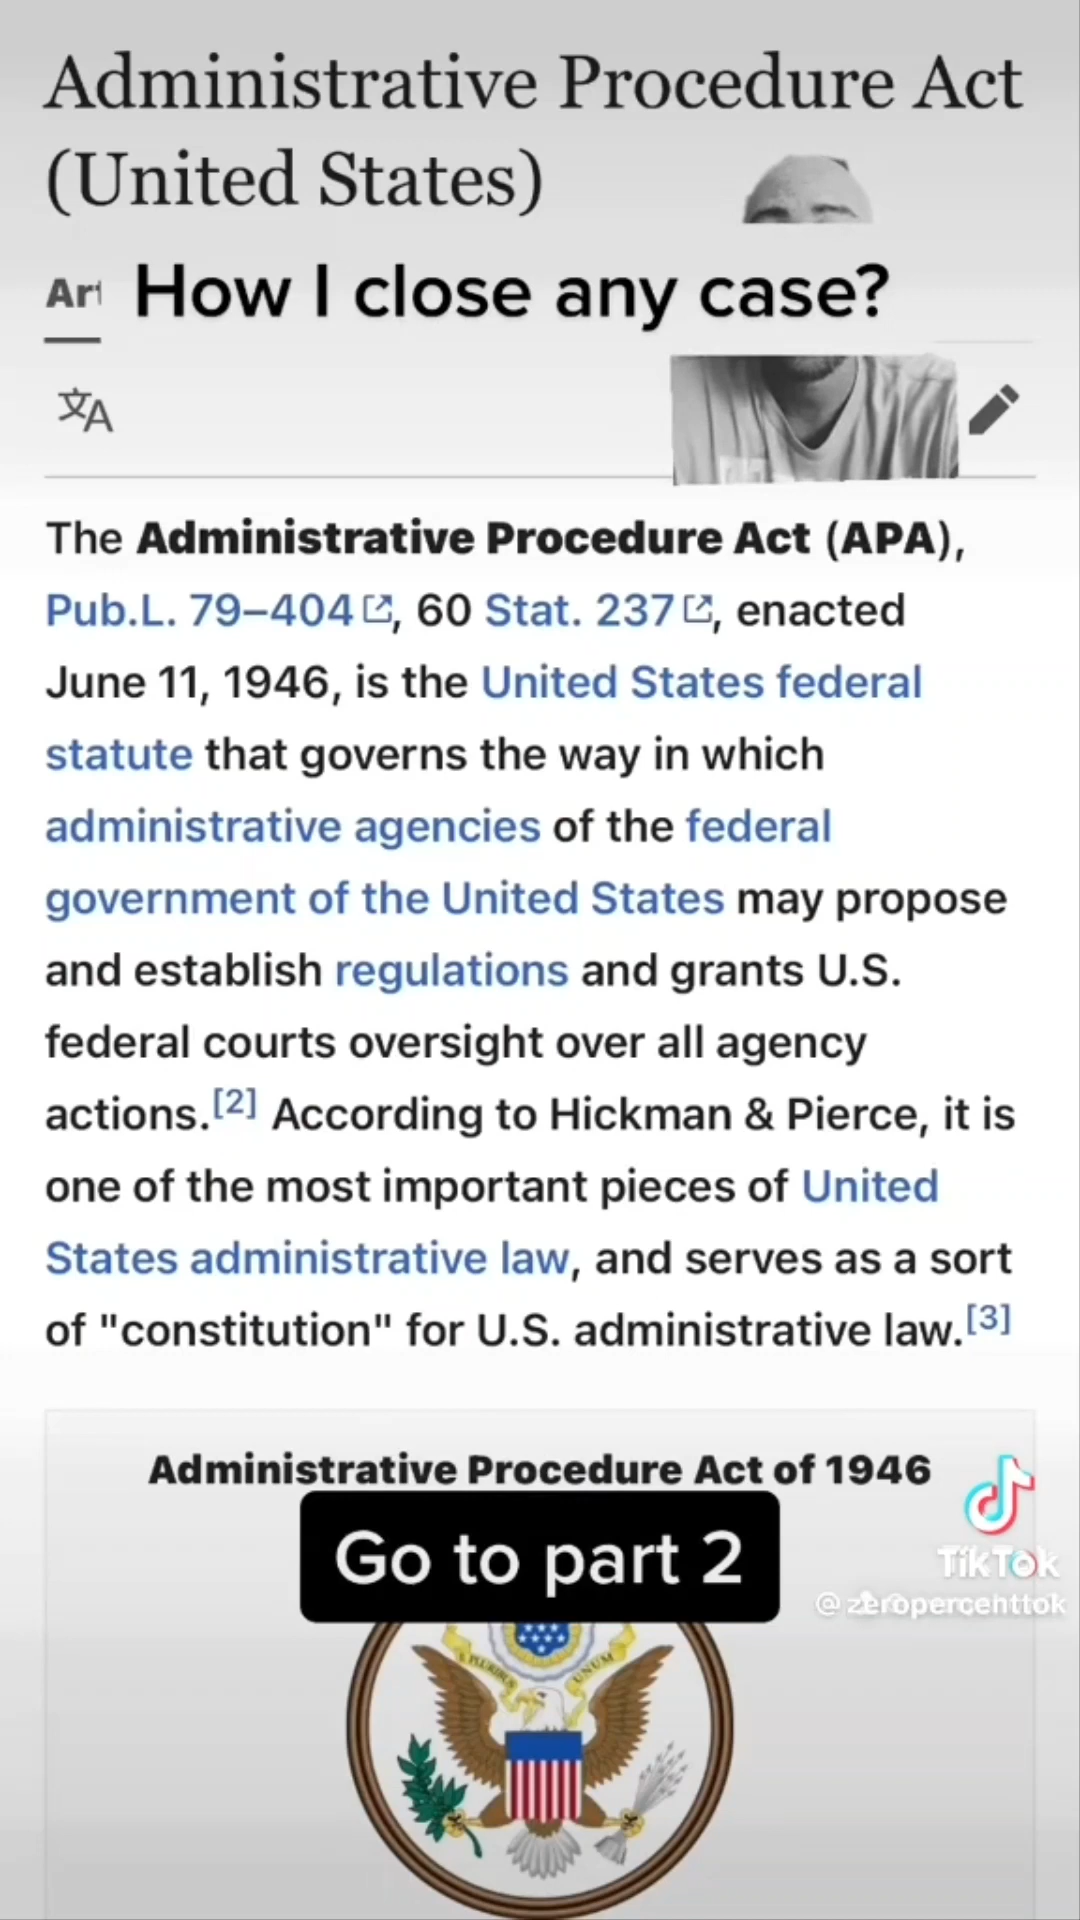 Administrative Procedure Act
(United States)
Art
How I close any case?
文A
The Administrative Procedure Act (APA),
Pub.L. 79–404, 60 Stat. 237, enacted
June 11, 1946, is the United States federal
statute that governs the way in which
administrative agencies of the federal
government of the United States may propose
and establish regulations and grants U.S.
federal courts oversight over all agency
actions.[2] According to Hickman & Pierce, it is
one of the most important pieces of United
States administrative law, and serves as a sort
of "constitution" for U.S. administrative law.[3]
Administrative Procedure Act of 1946
Go to part 2
TikTok
@zeropercenttok
PLURIBUS UNUM